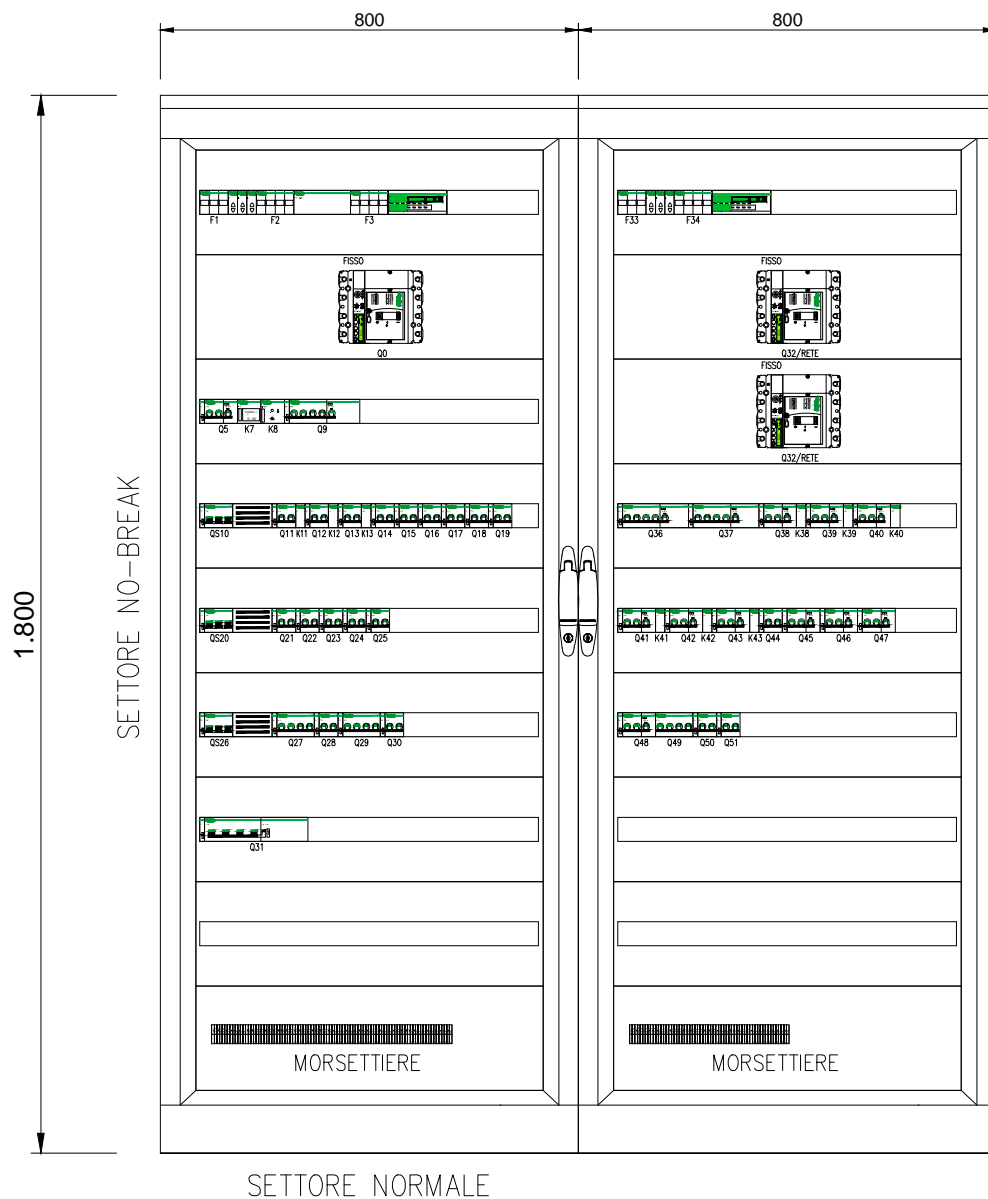 800 800
1.800
SETTORE NO-BREAK
F1 F2 F3
F33 F34
FISSO
Q0
FISSO
Q32/RETE
FISSO
Q32/RETE
Q5 K7 K8 Q9
QS10 Q11 K11 Q12 K12 Q13 K13 Q14 Q15 Q16 Q17 Q18 Q19
Q36 Q37 Q38 K38 Q39 K39 Q40 K40
QS20 Q21 Q22 Q23 Q24 Q25
Q41 K41 Q42 K42 Q43 K43 Q44 Q45 Q46 Q47
QS26 Q27 Q28 Q29 Q30
Q48 Q49 Q50 Q51
Q31
MORSETTIERE
MORSETTIERE
SETTORE NORMALE